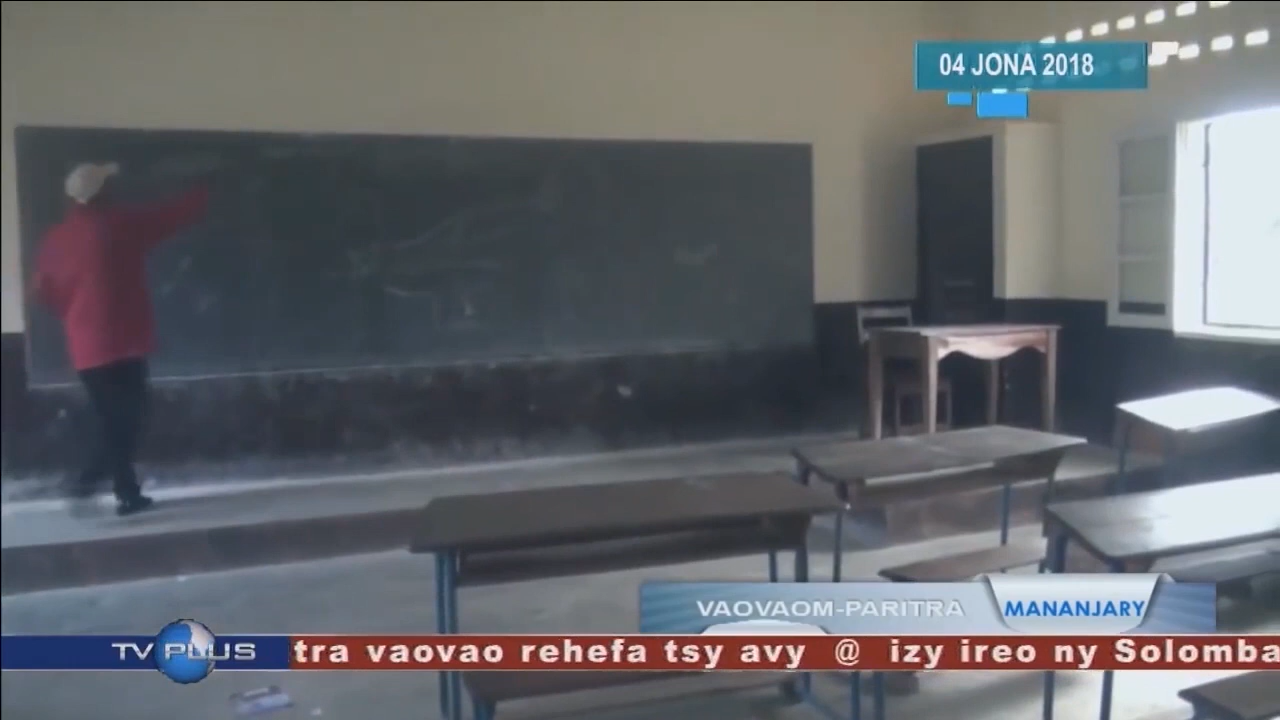 04 JONA 2018
VAOVAOM-PARITRA
MANANJARY
TV PLUS
tra vaovao rehefa tsy avy @ izy ireo ny Solomba